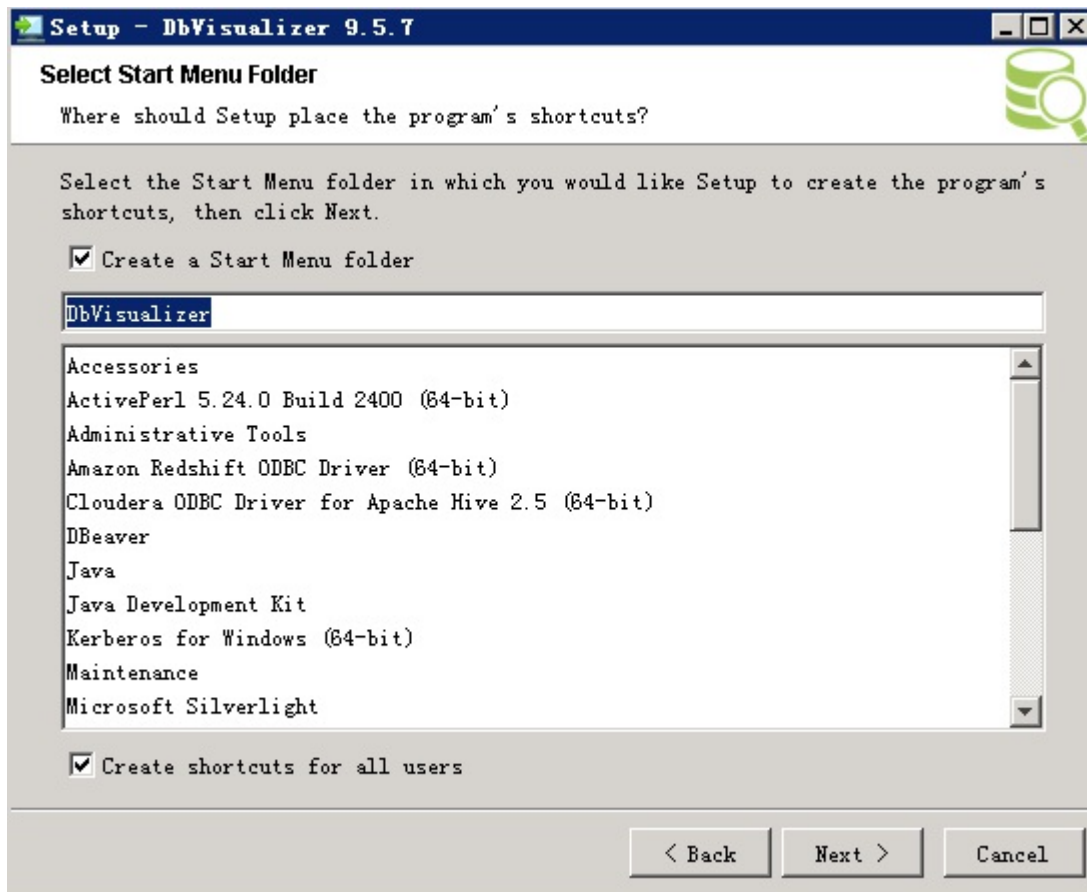 Setup - DbVisualizer 9.5.7
Select Start Menu Folder
Where should Setup place the program's shortcuts?
Select the Start Menu folder in which you would like Setup to create the program's
shortcuts, then click Next.
Create a Start Menu folder
DbVisualizer
Accessories
ActivePerl 5.24.0 Build 2400 (64-bit)
Administrative Tools
Amazon Redshift ODBC Driver (64-bit)
Cloudera ODBC Driver for Apache Hive 2.5 (64-bit)
DBeaver
Java
Java Development Kit
Kerberos for Windows (64-bit)
Maintenance
Microsoft Silverlight
Create shortcuts for all users
< Back Next > Cancel